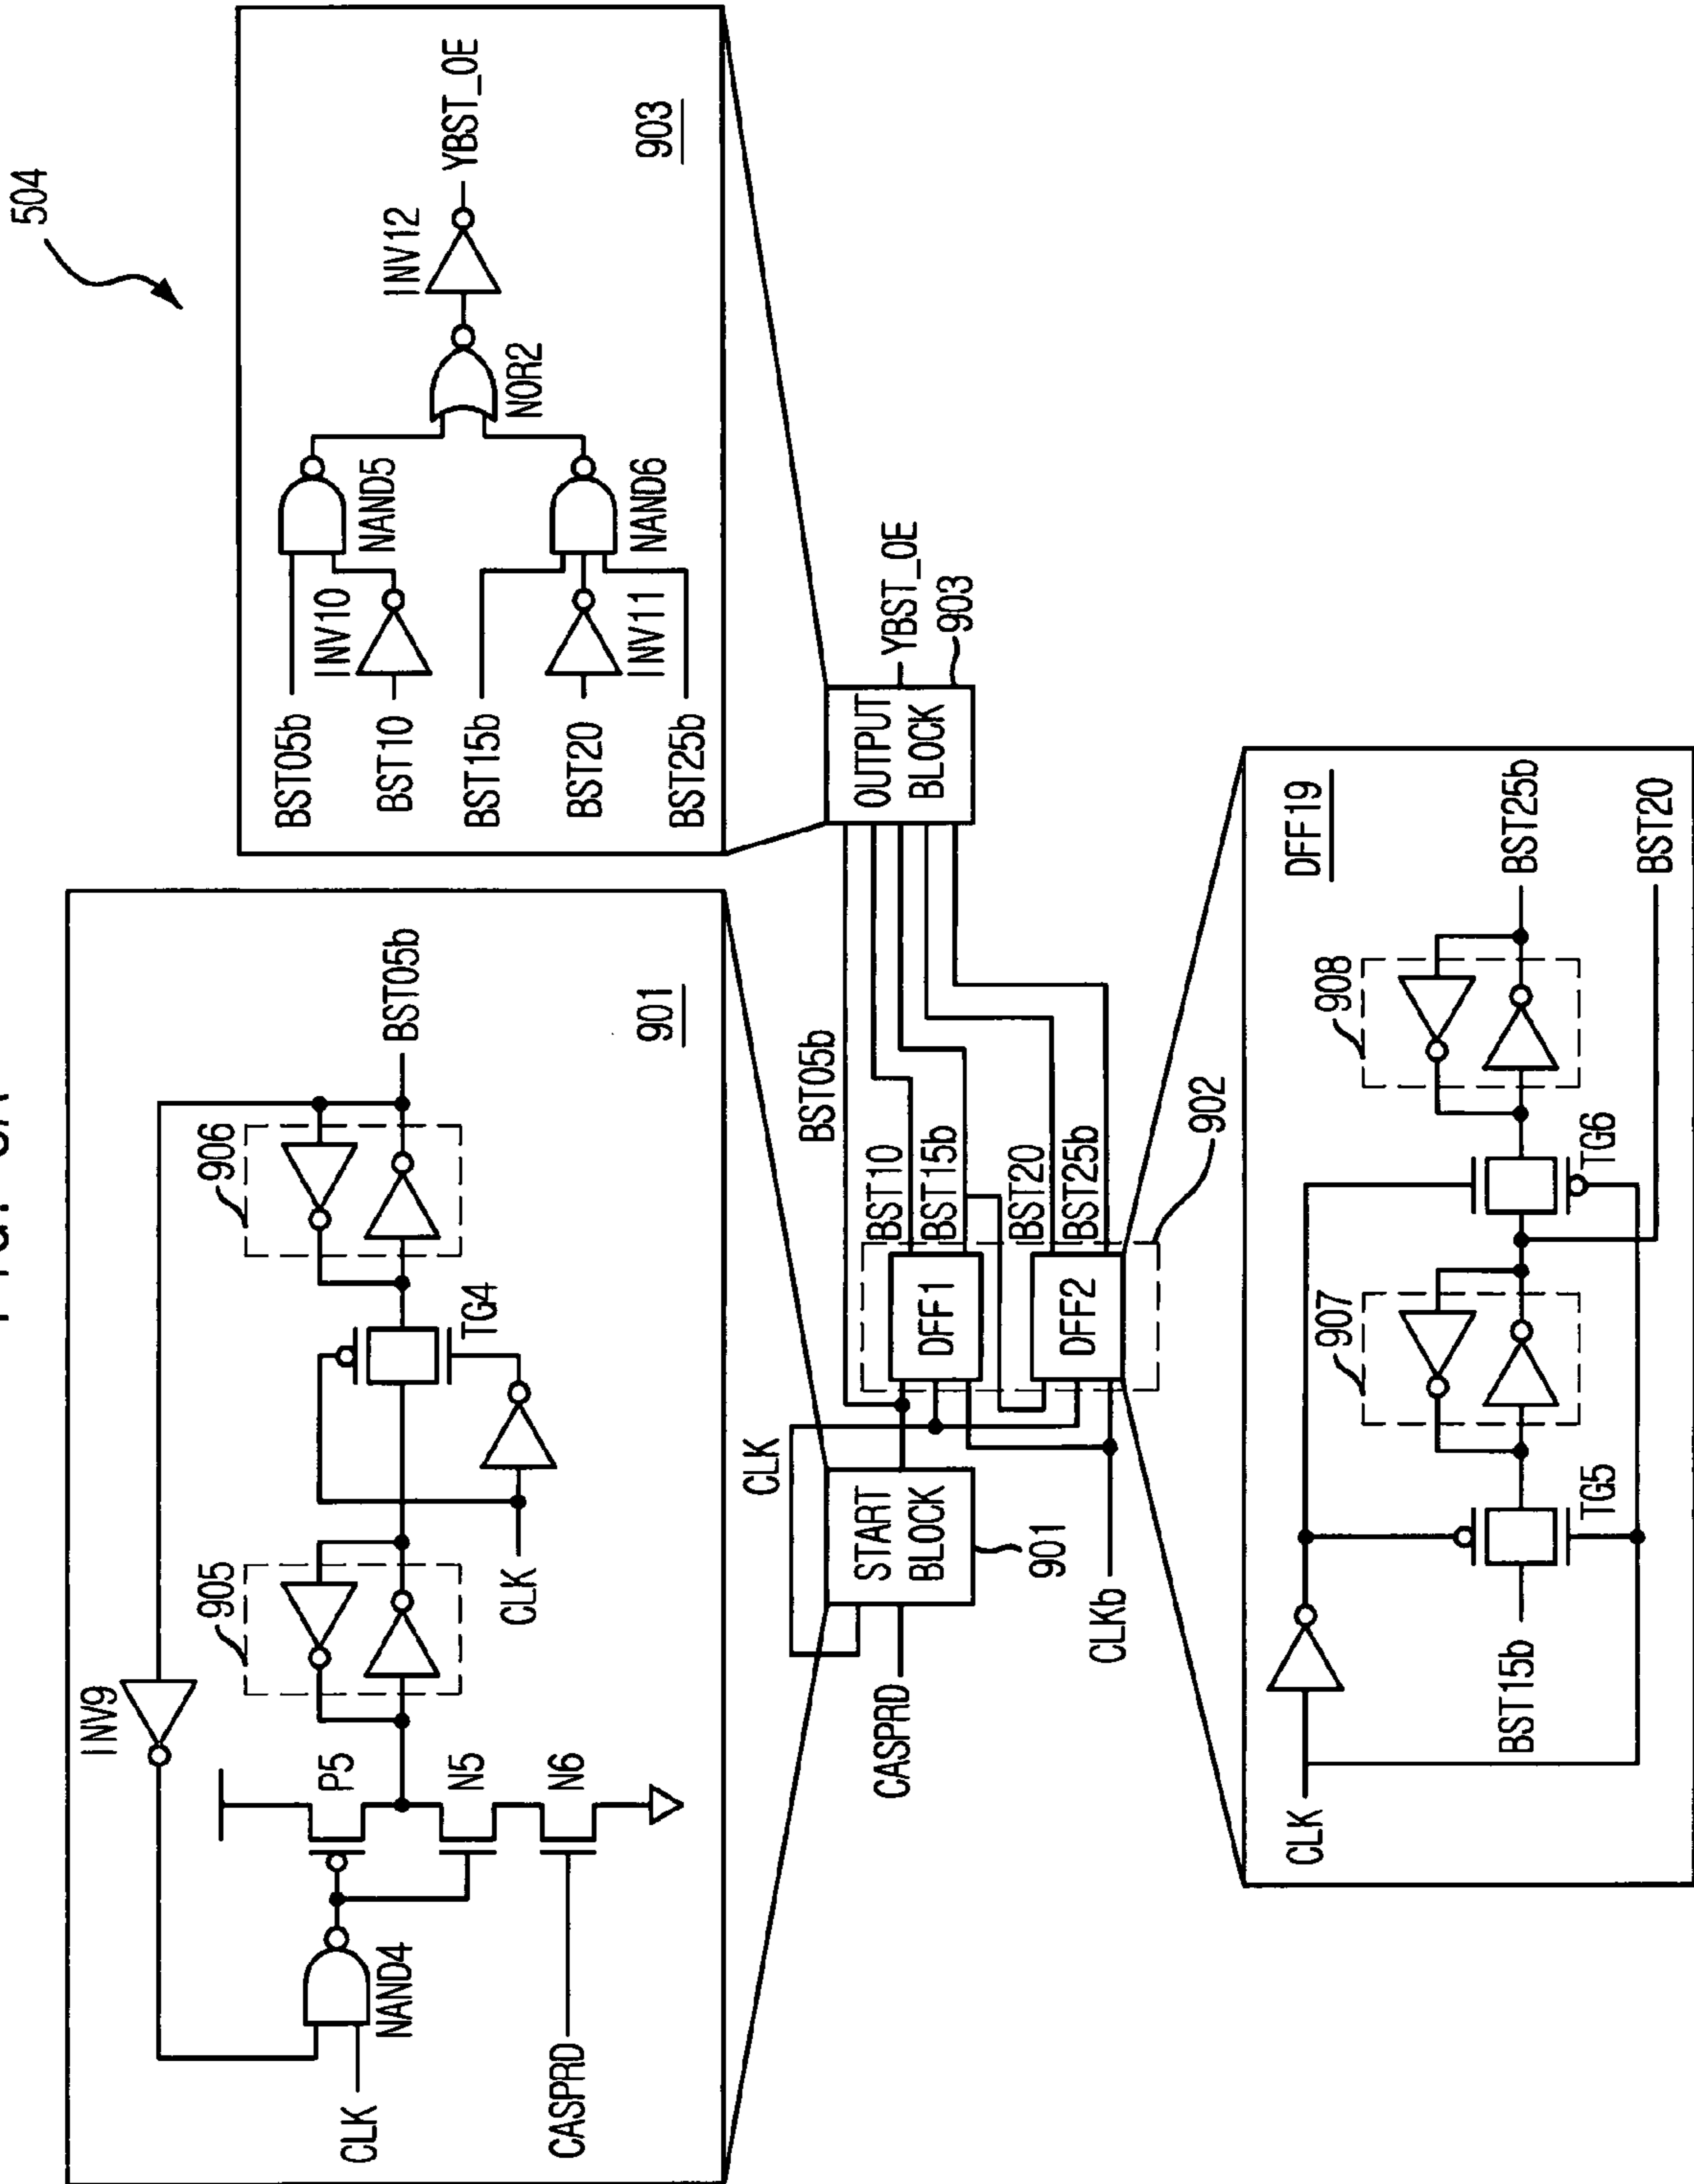 504
BST05b
BST10
BST15b
BST20
BST25b
INV10
INV11
NAND5
NAND6
NOR2
INV12
YBST_OE
903
INV9
CLK
CASPRD
NAND4
P5
N5
N6
905
CLK
TG4
906
BST05b
901
CLK
CASPRD
CLKb
START
BLOCK
901
BST05b
DFF1
DFF2
BST10
BST15b
BST20
BST25b
902
OUTPUT
BLOCK
YBST_OE
903
CLK
BST15b
TG5
907
TG6
908
DFF19
BST25b
BST20